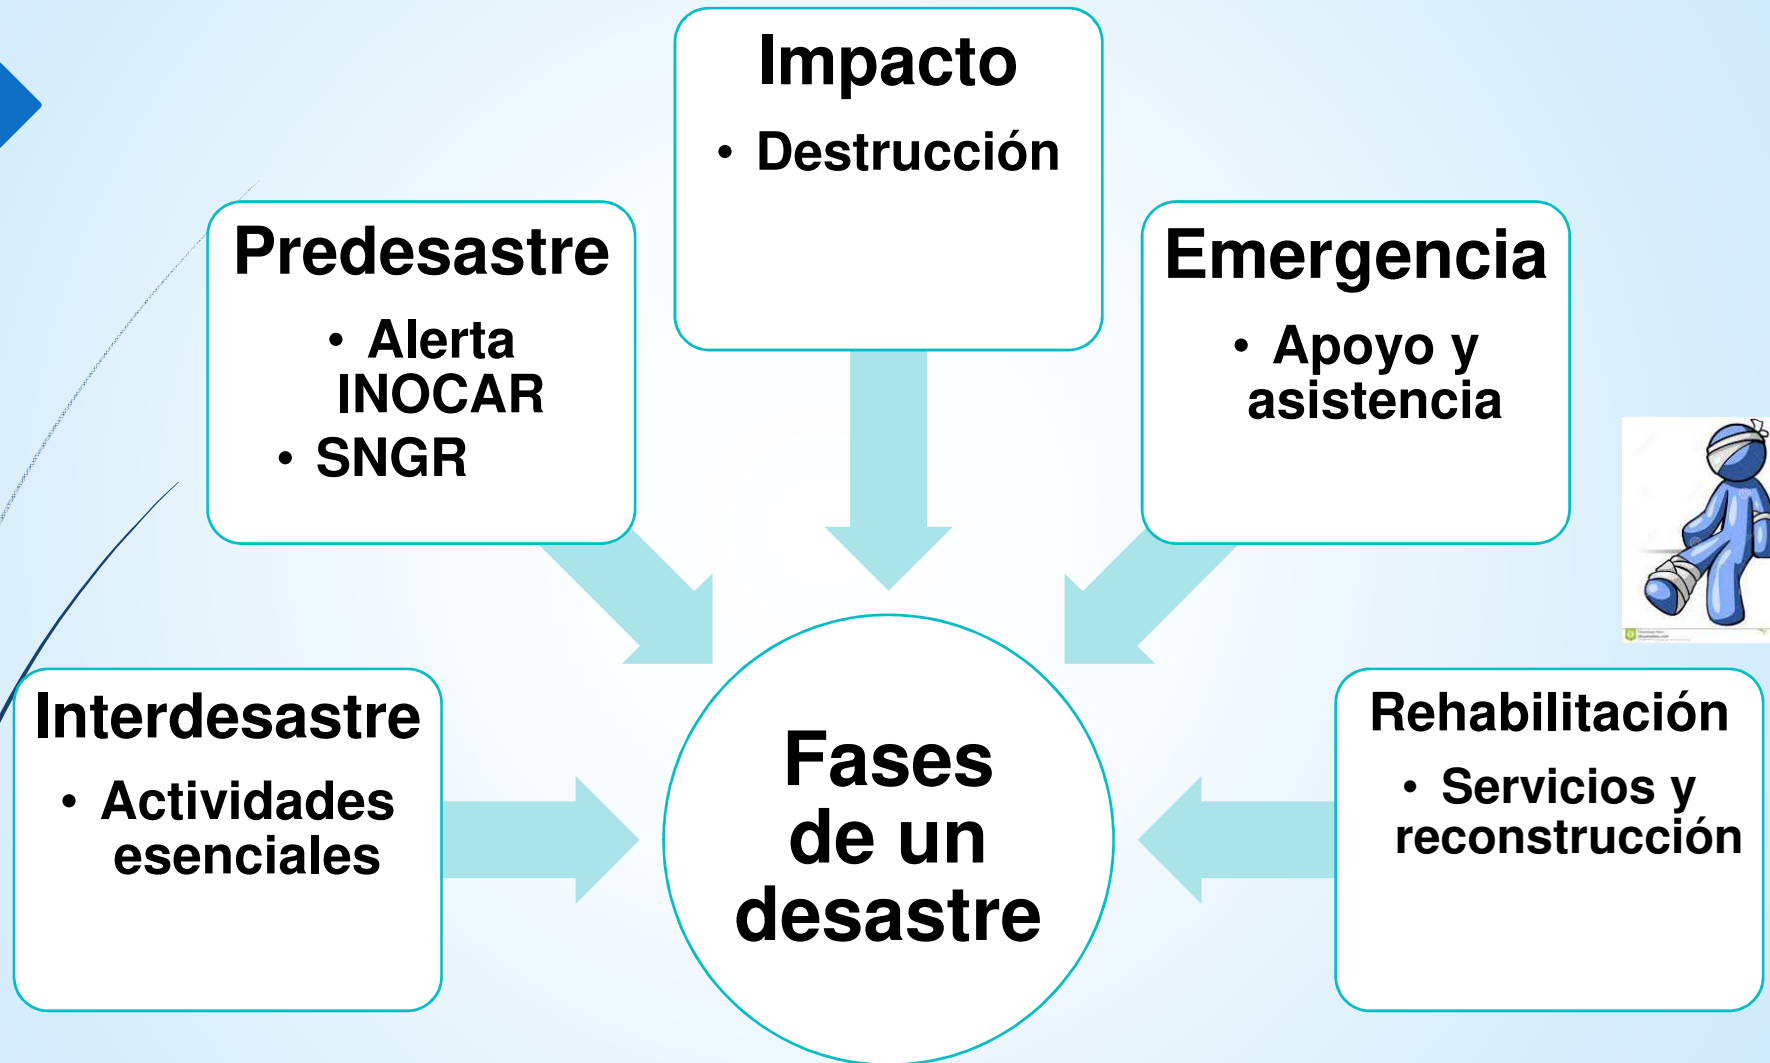 Impacto
• Destrucción
Predesastre
• Alerta
INOCAR
• SNGR
Emergencia
• Apoyo y
asistencia
Interdesastre
• Actividades
esenciales
Fases
de un
desastre
Rehabilitación
• Servicios y
reconstrucción